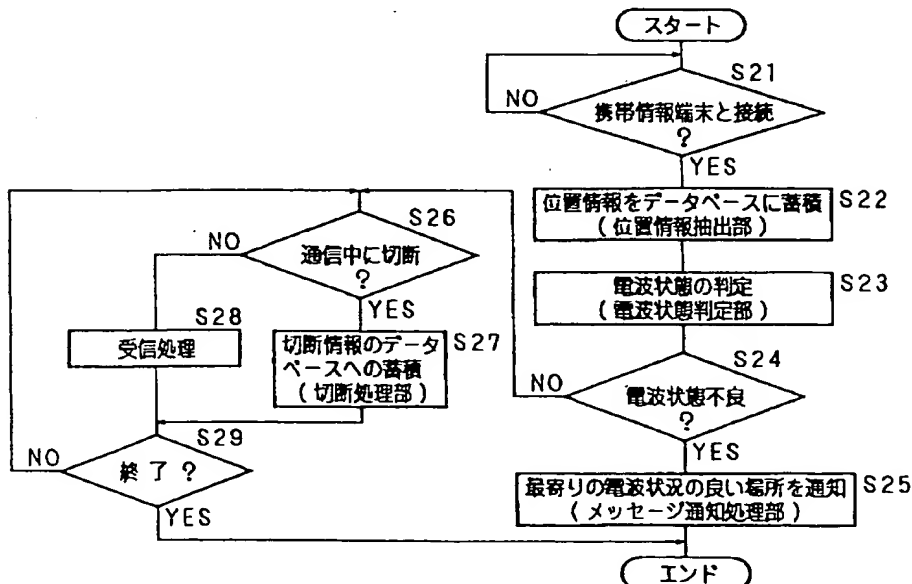 スタート
S21
NO
携帯情報端末と接続
?
YES
位置情報をデータベースに蓄積
(位置情報抽出部)
S22
電波状態の判定
(電波状態判定部)
S23
S24
NO
電波状態不良
?
YES
最寄りの電波状況の良い場所を通知
(メッセージ通知処理部)
S25
エンド
S26
NO
通信中に切断
?
YES
切断情報のデータ
ベースへの蓄積
(切断処理部)
S27
S28
受信処理
S29
NO
終了?
YES